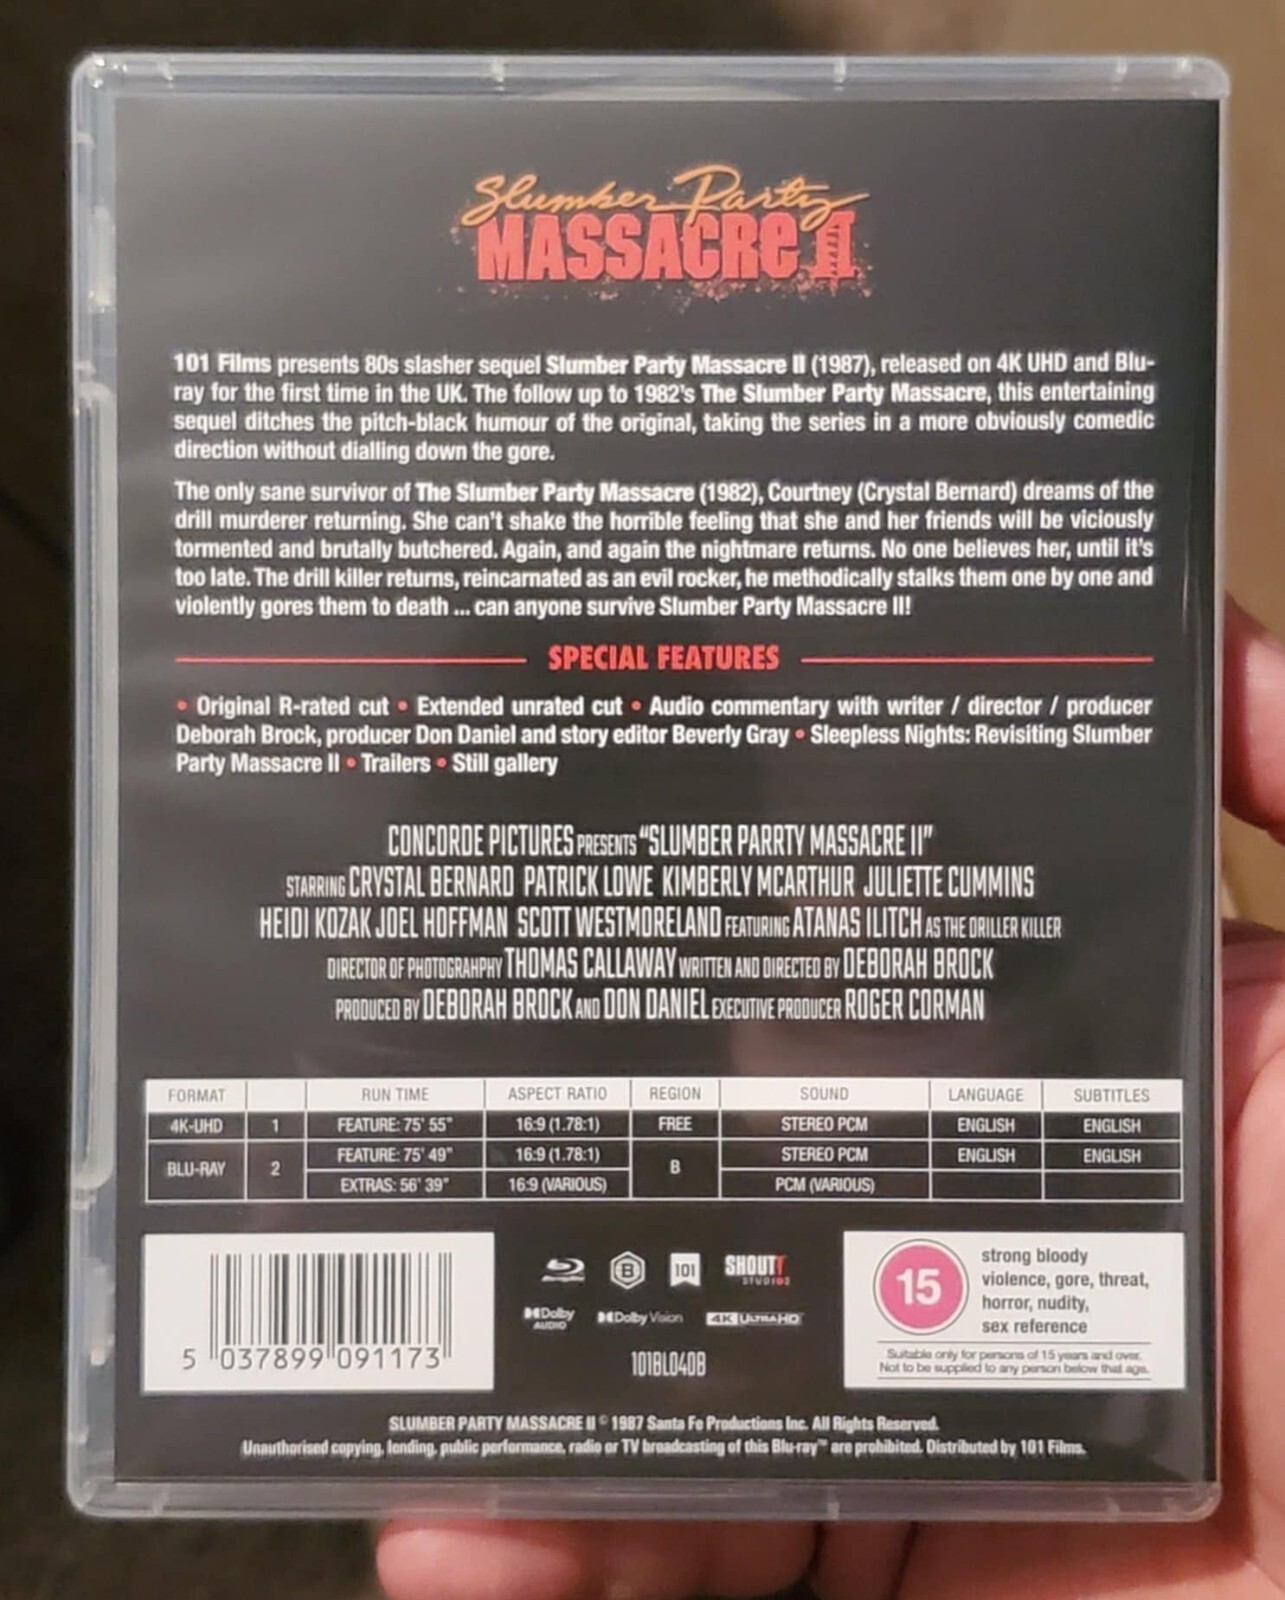 Slumber Party
MASSACRE II
101 Films presents 80s slasher sequel Slumber Party Massacre II (1987), released on 4K UHD and Blu-
ray for the first time in the UK. The follow up to 1982's The Slumber Party Massacre, this entertaining
sequel ditches the pitch-black humour of the original, taking the series in a more obviously comedic
direction without dialling down the gore.
The only sane survivor of The Slumber Party Massacre (1982), Courtney (Crystal Bernard) dreams of the
drill murderer returning. She can't shake the horrible feeling that she and her friends will be viciously
tormented and brutally butchered. Again, and again the nightmare returns. No one believes her, until it's
too late. The drill killer returns, reincarnated as an evil rocker, he methodically stalks them one by one and
violently gores them to death ... can anyone survive Slumber Party Massacre II!
SPECIAL FEATURES
• Original R-rated cut • Extended unrated cut • Audio commentary with writer / director / producer
Deborah Brock, producer Don Daniel and story editor Beverly Gray • Sleepless Nights: Revisiting Slumber
Party Massacre II • Trailers • Still gallery
CONCORDE PICTURES PRESENTS "SLUMBER PARRTY MASSACRE II"
STARRING CRYSTAL BERNARD PATRICK LOWE KIMBERLY MCARTHUR JULIETTE CUMMINS
HEIDI KOZAK JOEL HOFFMAN SCOTT WESTMORELAND FEATURING ATANAS ILITCH AS THE DRILLER KILLER
DIRECTOR OF PHOTOGRAHPHY THOMAS CALLAWAY WRITTEN AND DIRECTED BY DEBORAH BROCK
PRODUCED BY DEBORAH BROCK AND DON DANIEL EXECUTIVE PRODUCER ROGER CORMAN
FORMAT RUN TIME ASPECT RATIO REGION SOUND LANGUAGE SUBTITLES
4K-UHD 1 FEATURE: 75' 55" 16:9 (1.78:1) FREE STEREO PCM ENGLISH ENGLISH
BLU-RAY 2 FEATURE: 75' 49" 16:9 (1.78:1) B STEREO PCM ENGLISH ENGLISH
EXTRAS: 56' 39" 16:9 (VARIOUS) PCM (VARIOUS)
5 037899 091173
B 101 SHOUT! STUDIOS
Dolby AUDIO Dolby Vision 4K ULTRA HD
101BLO40B
15
strong bloody
violence, gore, threat,
horror, nudity,
sex reference
Suitable only for persons of 15 years and over.
Not to be supplied to any person below that age.
SLUMBER PARTY MASSACRE II © 1987 Santa Fe Productions Inc. All Rights Reserved.
Unauthorised copying, lending, public performance, radio or TV broadcasting of this Blu-ray™ are prohibited. Distributed by 101 Films.